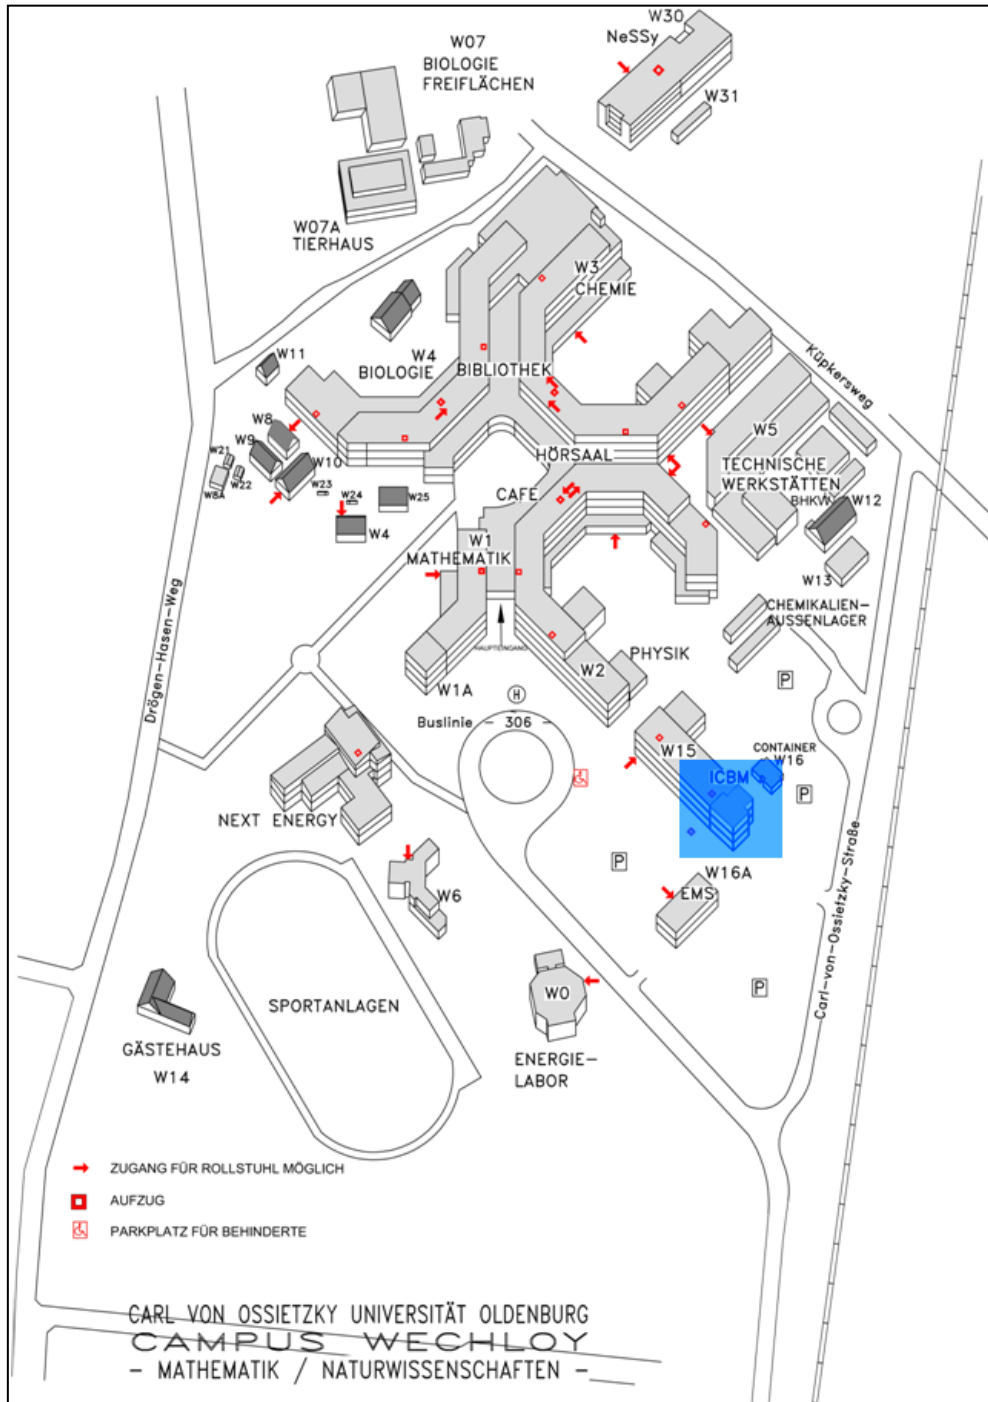 W30
NeSSy
W07
BIOLOGIE
FREIFLÄCHEN
W31
W07A
TIERHAUS
W3
CHEMIE
W4
BIOLOGIE
BIBLIOTHEK
Küpkersweg
W11
W8
W9
W10
W21
W22
W8A
W23
W24
W25
W4
HÖRSAAL
CAFE
W5
TECHNISCHE
WERKSTÄTTEN
BHKW
W12
W13
W1
MATHEMATIK
CHEMIKALIEN-
AUSSENLAGER
HAUPTEINGANG
W1A
W2
PHYSIK
Drögen-Hasen-Weg
P
H
Buslinie - 306 -
W15
CONTAINER
W16
ICBM
P
NEXT ENERGY
P
W16A
EMS
W6
Carl-von-Ossietzky-Straße
P
W0
SPORTANLAGEN
ENERGIE-
LABOR
GÄSTEHAUS
W14
ZUGANG FÜR ROLLSTUHL MÖGLICH
AUFZUG
PARKPLATZ FÜR BEHINDERTE
CARL VON OSSIETZKY UNIVERSITÄT OLDENBURG
CAMPUS WECHLOY
- MATHEMATIK / NATURWISSENSCHAFTEN -